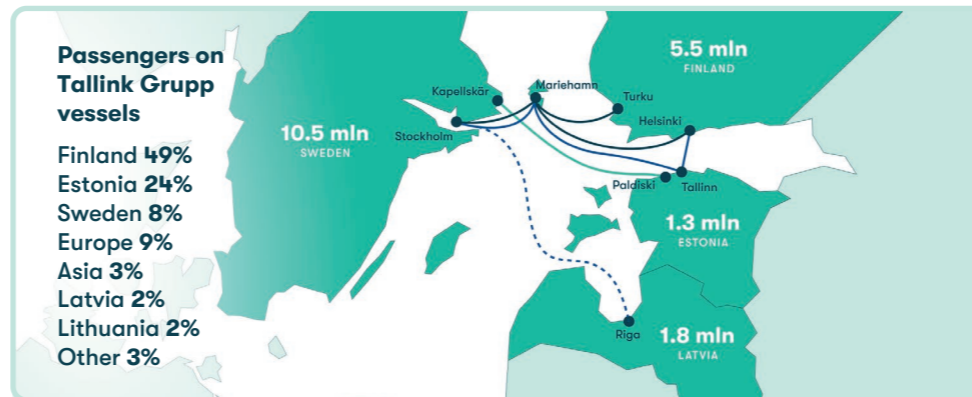 Passengers on
Tallink Grupp
vessels
Finland 49%
Estonia 24%
Sweden 8%
Europe 9%
Asia 3%
Latvia 2%
Lithuania 2%
Other 3%
10.5 mln
SWEDEN
5.5 mln
FINLAND
Kapellskär
Mariehamn
Turku
Helsinki
Stockholm
Paldiski
Tallinn
1.3 mln
ESTONIA
Riga
1.8 mln
LATVIA